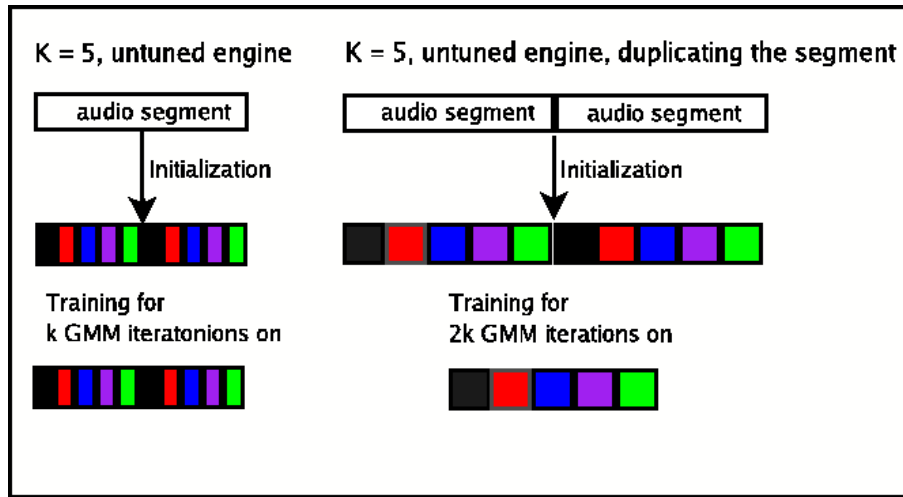 K = 5, untuned engine
audio segment
Initialization
Training for
k GMM iteratonions on
K = 5, untuned engine, duplicating the segment
audio segment
audio segment
Initialization
Training for
2k GMM iterations on